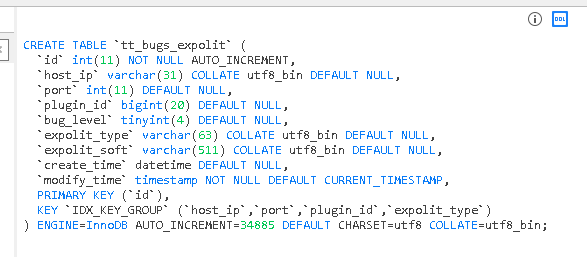 DDL
CREATE TABLE `tt_bugs_expolit` (
  `id` int(11) NOT NULL AUTO_INCREMENT,
  `host_ip` varchar(31) COLLATE utf8_bin DEFAULT NULL,
  `port` int(11) DEFAULT NULL,
  `plugin_id` bigint(20) DEFAULT NULL,
  `bug_level` tinyint(4) DEFAULT NULL,
  `expolit_type` varchar(63) COLLATE utf8_bin DEFAULT NULL,
  `expolit_soft` varchar(511) COLLATE utf8_bin DEFAULT NULL,
  `create_time` datetime DEFAULT NULL,
  `modify_time` timestamp NOT NULL DEFAULT CURRENT_TIMESTAMP,
  PRIMARY KEY (`id`),
  KEY `IDX_KEY_GROUP` (`host_ip`,`port`,`plugin_id`,`expolit_type`)
) ENGINE=InnoDB AUTO_INCREMENT=34885 DEFAULT CHARSET=utf8 COLLATE=utf8_bin;